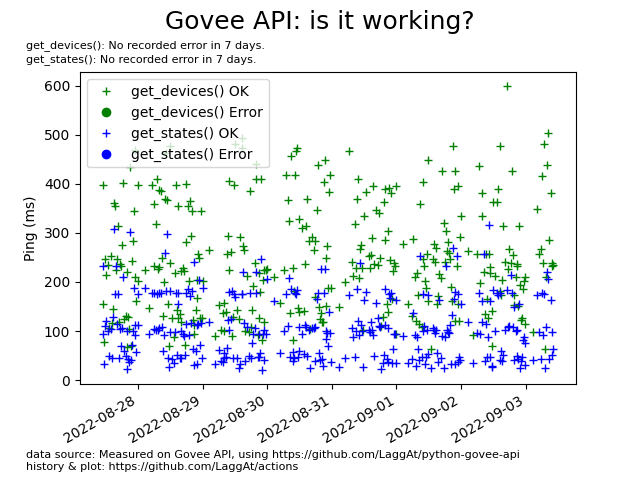 Govee API: is it working?
get_devices(): No recorded error in 7 days.
get_states(): No recorded error in 7 days.
get_devices() OK
get_devices() Error
get_states() OK
get_states() Error
Ping (ms)
600
500
400
300
200
100
0
2022-08-28
2022-08-29
2022-08-30
2022-08-31
2022-09-01
2022-09-02
2022-09-03
data source: Measured on Govee API, using https://github.com/LaggAt/python-govee-api
history & plot: https://github.com/LaggAt/actions